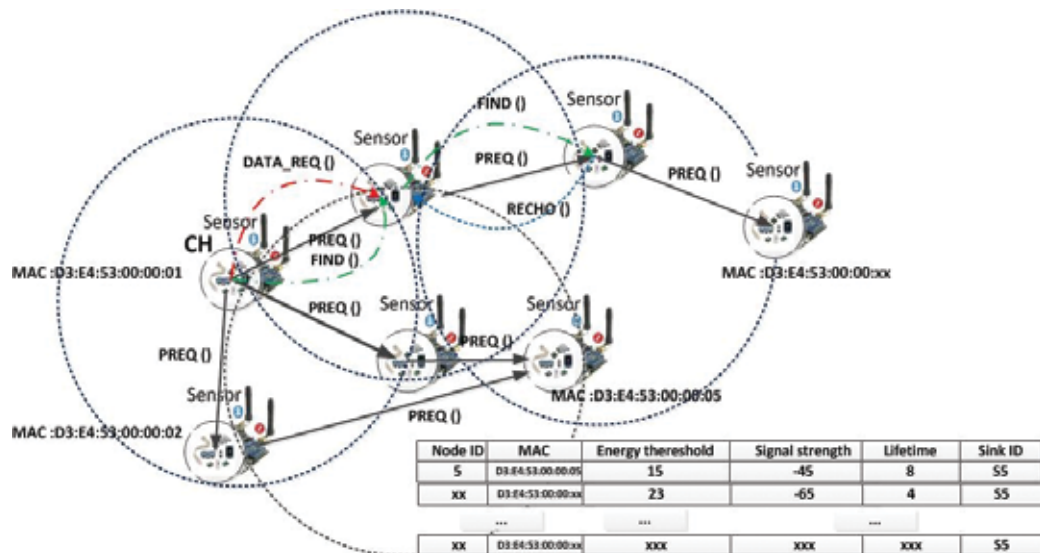 FIND ()
Sensor
Sensor
DATA_REQ ()
PREQ ()
PREQ ()
Sensor
RECHO ()
Sensor
CH
PREQ ()
FIND ()
MAC :D3:E4:53:00:00:01
MAC :D3:E4:53:00:00:xx
PREQ ()
Sensor
Sensor
PREQ ()
PREQ ()
Sensor
MAC :D3:E4:53:00:00:05
PREQ ()
MAC :D3:E4:53:00:00:02
Node ID MAC Energy thereshold Signal strength Lifetime Sink ID
5 D3:E4:53:00:00:05 15 -45 8 S5
xx D3:E4:53:00:00:xx 23 -65 4 S5
... ... ...
xx D3:E4:53:00:00:xx xxx xxx xxx S5